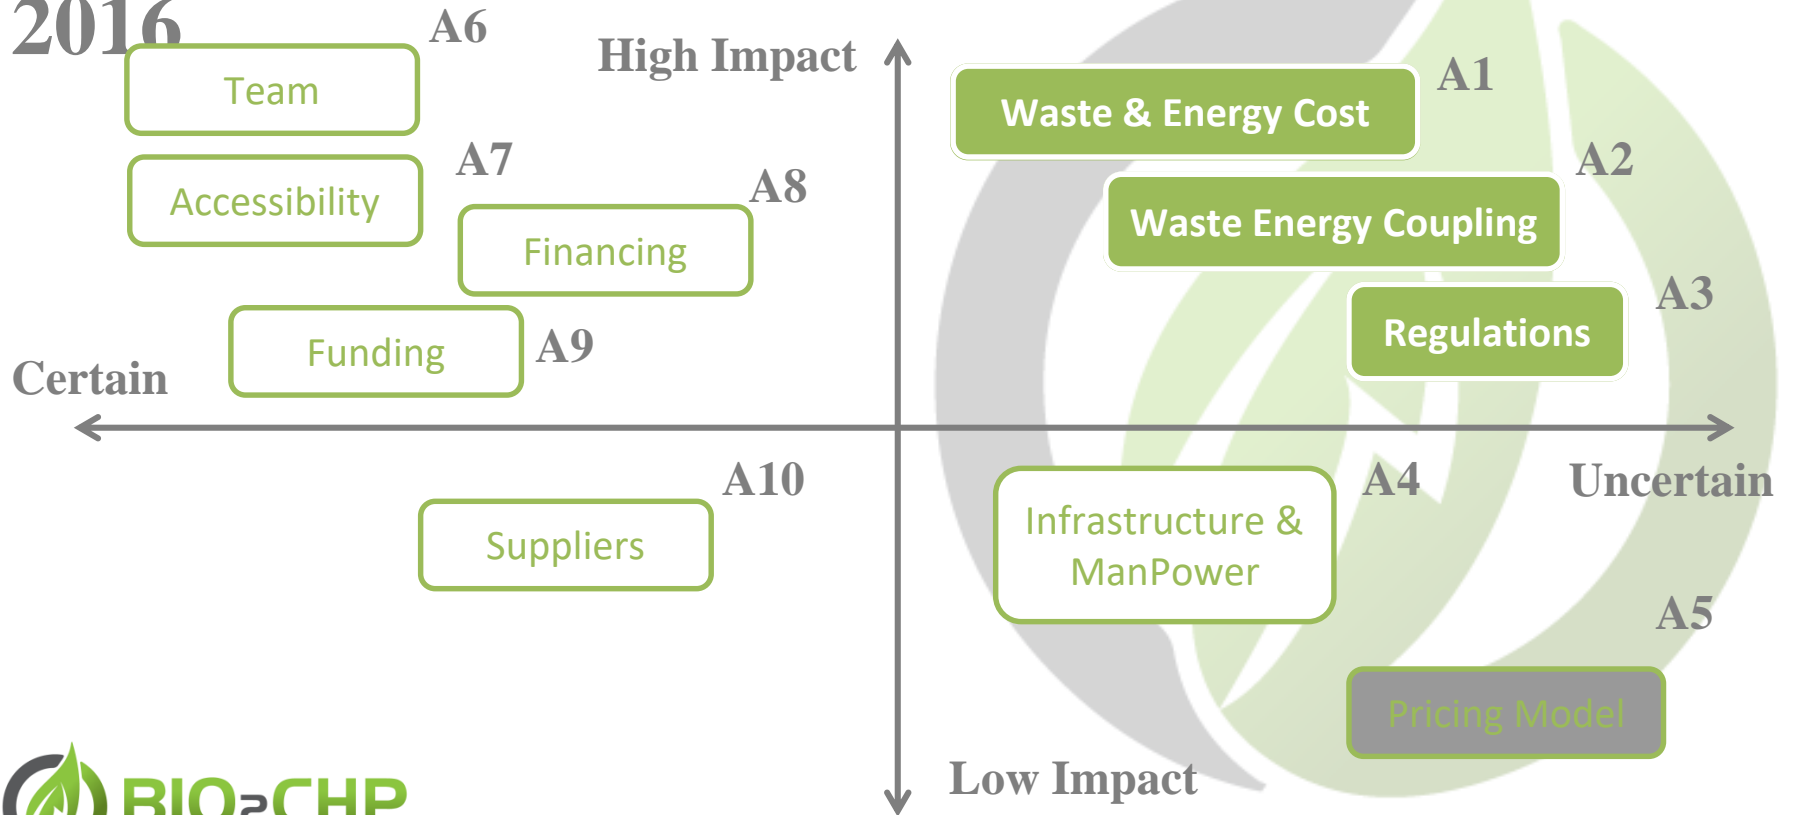 2016
A6
High Impact
A1
Team
Waste & Energy Cost
A7
A2
Accessibility
A8
Waste Energy Coupling
Financing
A3
Funding
A9
Regulations
Certain
A10
A4
Uncertain
Suppliers
Infrastructure &
ManPower
A5
Pricing Model
Low Impact
BIO2CHP